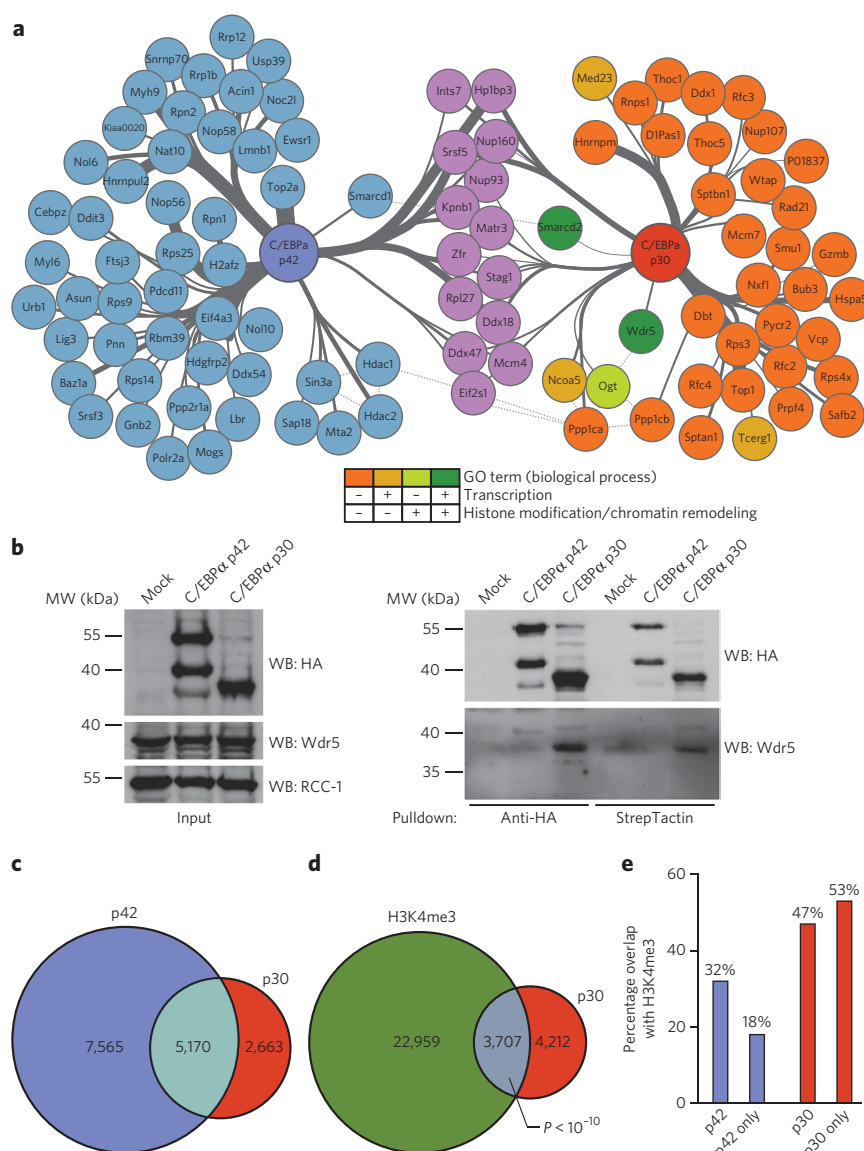 a
Rrp12
Snrnp70
Rrp1b
Usp39
Myh9
Rpn2
Acin1
Noc2l
Kiaa0020
Nop58
Lmnb1
Ewsr1
Nol6
Nat10
Hnrnpul2
Top2a
Cebpz
Ddit3
Nop56
Rpn1
Smarcd1
C/EBPa
p42
Myl6
Ftsj3
Rps25
H2afz
Urb1
Asun
Rps9
Pdcd11
Eif4a3
Nol10
Lig3
Pnn
Rbm39
Hdgfrp2
Ddx54
Baz1a
Rps14
Ppp2r1a
Lbr
Srsf3
Gnb2
Polr2a
Mogs
Sin3a
Hdac1
Hdac2
Sap18
Mta2
Ints7
Hp1bp3
Srsf5
Nup160
Nup93
Kpnb1
Matr3
Zfr
Stag1
Rpl27
Ddx18
Ddx47
Mcm4
Eif2s1
Smarcd2
C/EBPa
p30
Wdr5
Ncoa5
Ogt
Ppp1ca
Ppp1cb
Med23
Thoc1
Ddx1
Rfc3
Rnps1
Hnrnpm
D1Pas1
Thoc5
Nup107
P01837
Sptbn1
Wtap
Rad21
Mcm7
Smu1
Gzmb
Nxf1
Bub3
Hspa5
Dbt
Pycr2
Vcp
Rps3
Rfc2
Rps4x
Rfc4
Top1
Prpf4
Safb2
Sptan1
Tcerg1
GO term (biological process)
– + – + Transcription
– – + + Histone modification/chromatin remodeling
b
MW (kDa)
Mock
C/EBPα p42
C/EBPα p30
55
40
WB: HA
40
WB: Wdr5
55
WB: RCC-1
Input
MW (kDa)
Mock
C/EBPα p42
C/EBPα p30
Mock
C/EBPα p42
C/EBPα p30
55
40
WB: HA
40
35
WB: Wdr5
Pulldown: Anti-HA StrepTactin
c
p42
p30
7,565 5,170 2,663
d
H3K4me3
p30
22,959 3,707 4,212
P < 10⁻¹⁰
e
Percentage overlap
with H3K4me3
60
40
20
0
32%
18%
47%
53%
p42
p42 only
p30
p30 only